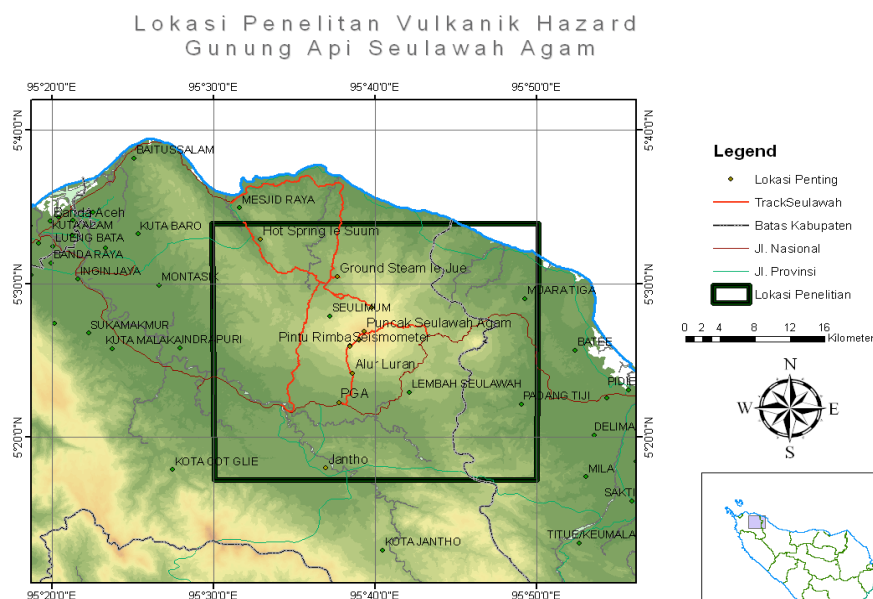 Lokasi Penelitan Vulkanik Hazard
Gunung Api Seulawah Agam
95°20'0"E 95°30'0"E 95°40'0"E 95°50'0"E
5°40'0"N 5°40'0"N
BAITUSSALAM
MESJID RAYA
Banda Aceh
KUTA ALAM
KUTA BARO
Hot Spring Ie Suum
LUENG BATA
BANDA RAYA
Ground Steam Ie Jue
INGIN JAYA
MONTASIK
5°30'0"N 5°30'0"N
MUARATIGA
SEULIMUM
Puncak Seulawah Agam
SUKAMAKMUR
KUTA MALAKA
INDRAPURI
Pintu Rimba
Seismometer
BATEE
Alur Luran
LEMBAH SEULAWAH
PIDIE
PGA
PADANG TIJI
5°20'0"N 5°20'0"N
DELIMA
KOTA COT GLIE
Jantho
MILA
SAKTI
KOTA JANTHO
TITUE/KEUMALA
95°20'0"E 95°30'0"E 95°40'0"E 95°50'0"E
Legend
Lokasi Penting
TrackSeulawah
Batas Kabupaten
Jl. Nasional
Jl. Provinsi
Lokasi Penelitian
0 2 4 8 12 16
Kilometer
N
W E
S